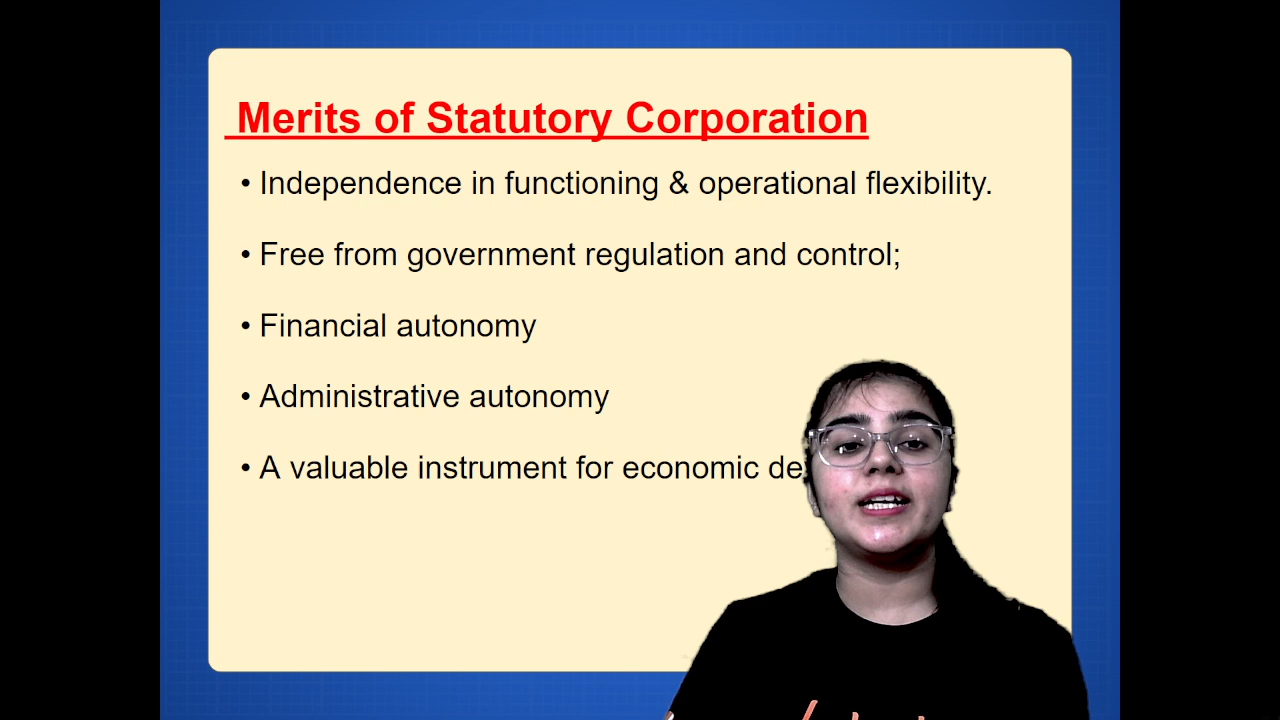 Merits of Statutory Corporation
• Independence in functioning & operational flexibility.
• Free from government regulation and control;
• Financial autonomy
• Administrative autonomy
• A valuable instrument for economic